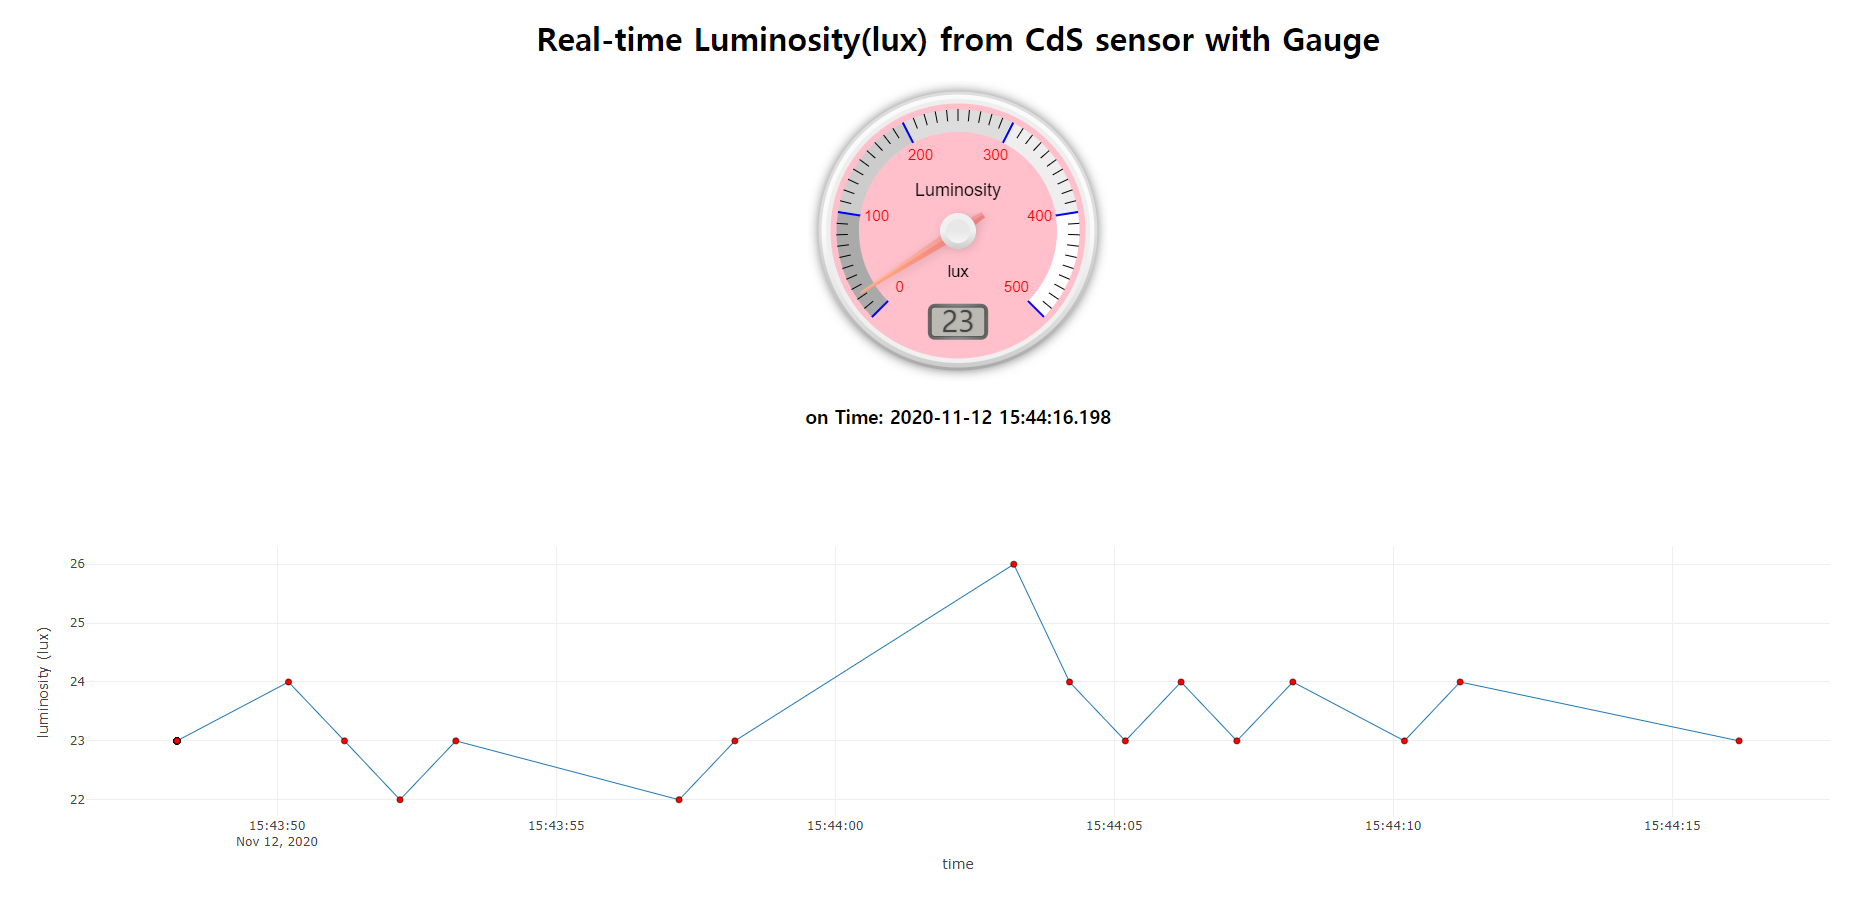 Real-time Luminosity(lux) from CdS sensor with Gauge
200 300
Luminosity
100 400
lux
0 500
23
on Time: 2020-11-12 15:44:16.198
26
25
24
23
22
luminosity (lux)
15:43:50 15:43:55 15:44:00 15:44:05 15:44:10 15:44:15
Nov 12, 2020
time